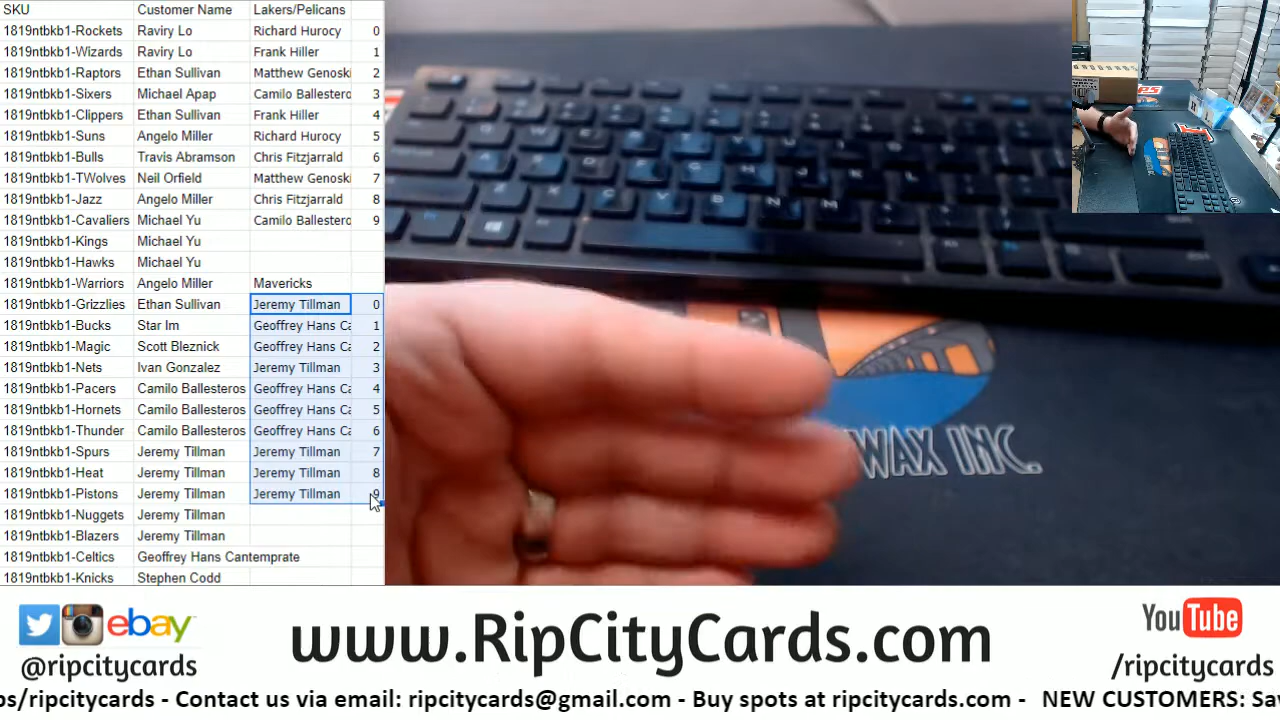 SKU Customer Name Lakers/Pelicans
1819ntbkb1-Rockets Raviry Lo Richard Hurocy 0
1819ntbkb1-Wizards Raviry Lo Frank Hiller 1
1819ntbkb1-Raptors Ethan Sullivan Matthew Genoski 2
1819ntbkb1-Sixers Michael Apap Camilo Ballestero 3
1819ntbkb1-Clippers Ethan Sullivan Frank Hiller 4
1819ntbkb1-Suns Angelo Miller Richard Hurocy 5
1819ntbkb1-Bulls Travis Abramson Chris Fitzjarrald 6
1819ntbkb1-TWolves Neil Orfield Matthew Genoski 7
1819ntbkb1-Jazz Angelo Miller Chris Fitzjarrald 8
1819ntbkb1-Cavaliers Michael Yu Camilo Ballestero 9
1819ntbkb1-Kings Michael Yu
1819ntbkb1-Hawks Michael Yu
1819ntbkb1-Warriors Angelo Miller Mavericks
1819ntbkb1-Grizzlies Ethan Sullivan Jeremy Tillman 0
1819ntbkb1-Bucks Star Im Geoffrey Hans Ca 1
1819ntbkb1-Magic Scott Bleznick Geoffrey Hans Ca 2
1819ntbkb1-Nets Ivan Gonzalez Jeremy Tillman 3
1819ntbkb1-Pacers Camilo Ballesteros Geoffrey Hans Ca 4
1819ntbkb1-Hornets Camilo Ballesteros Geoffrey Hans Ca 5
1819ntbkb1-Thunder Camilo Ballesteros Geoffrey Hans Ca 6
1819ntbkb1-Spurs Jeremy Tillman Jeremy Tillman 7
1819ntbkb1-Heat Jeremy Tillman Jeremy Tillman 8
1819ntbkb1-Pistons Jeremy Tillman Jeremy Tillman 9
1819ntbkb1-Nuggets Jeremy Tillman
1819ntbkb1-Blazers Jeremy Tillman
1819ntbkb1-Celtics Geoffrey Hans Cantemprate
1819ntbkb1-Knicks Stephen Codd
WAX INC.
ebay
@ripcitycards
www.RipCityCards.com
YouTube
/ripcitycards
ps/ripcitycards - Contact us via email: ripcitycards@gmail.com - Buy spots at ripcitycards.com - NEW CUSTOMERS: Sav